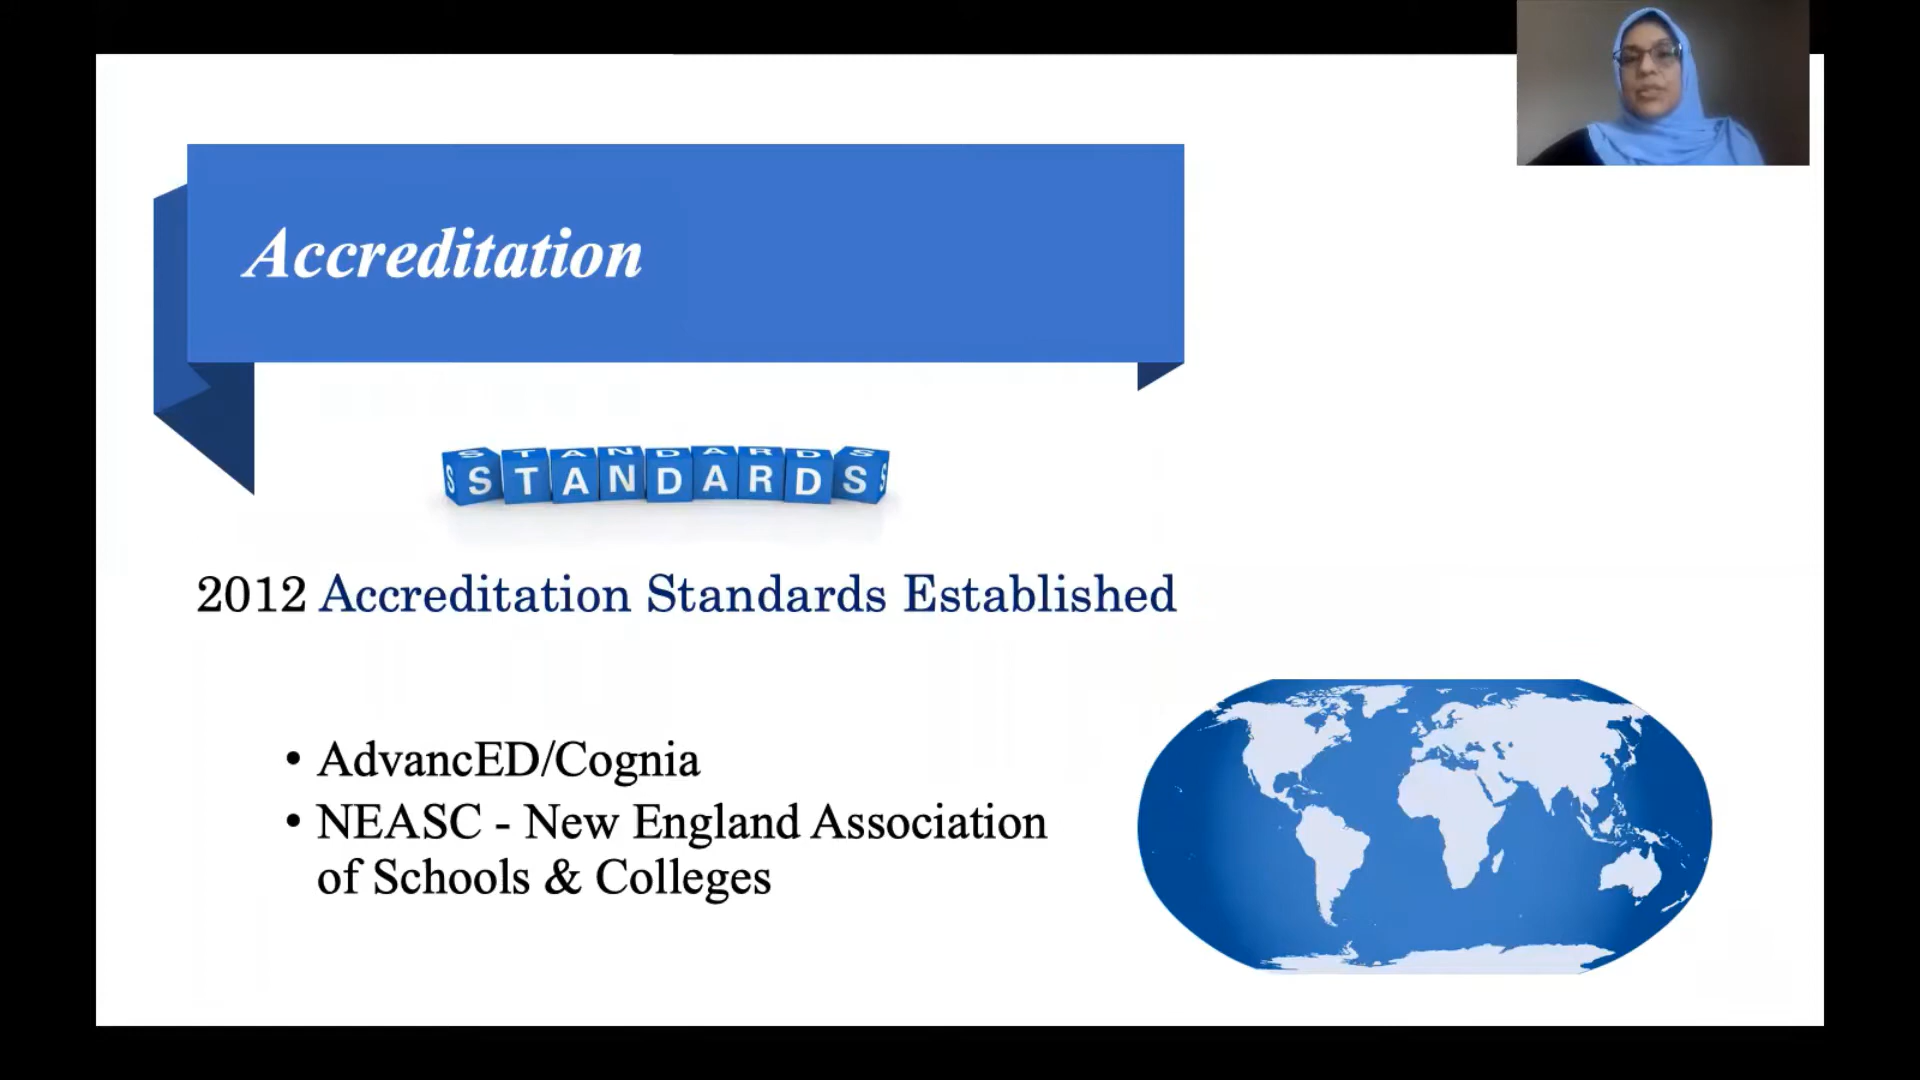 Accreditation
STANDARDS
2012 Accreditation Standards Established
• AdvancED/Cognia
• NEASC - New England Association
of Schools & Colleges